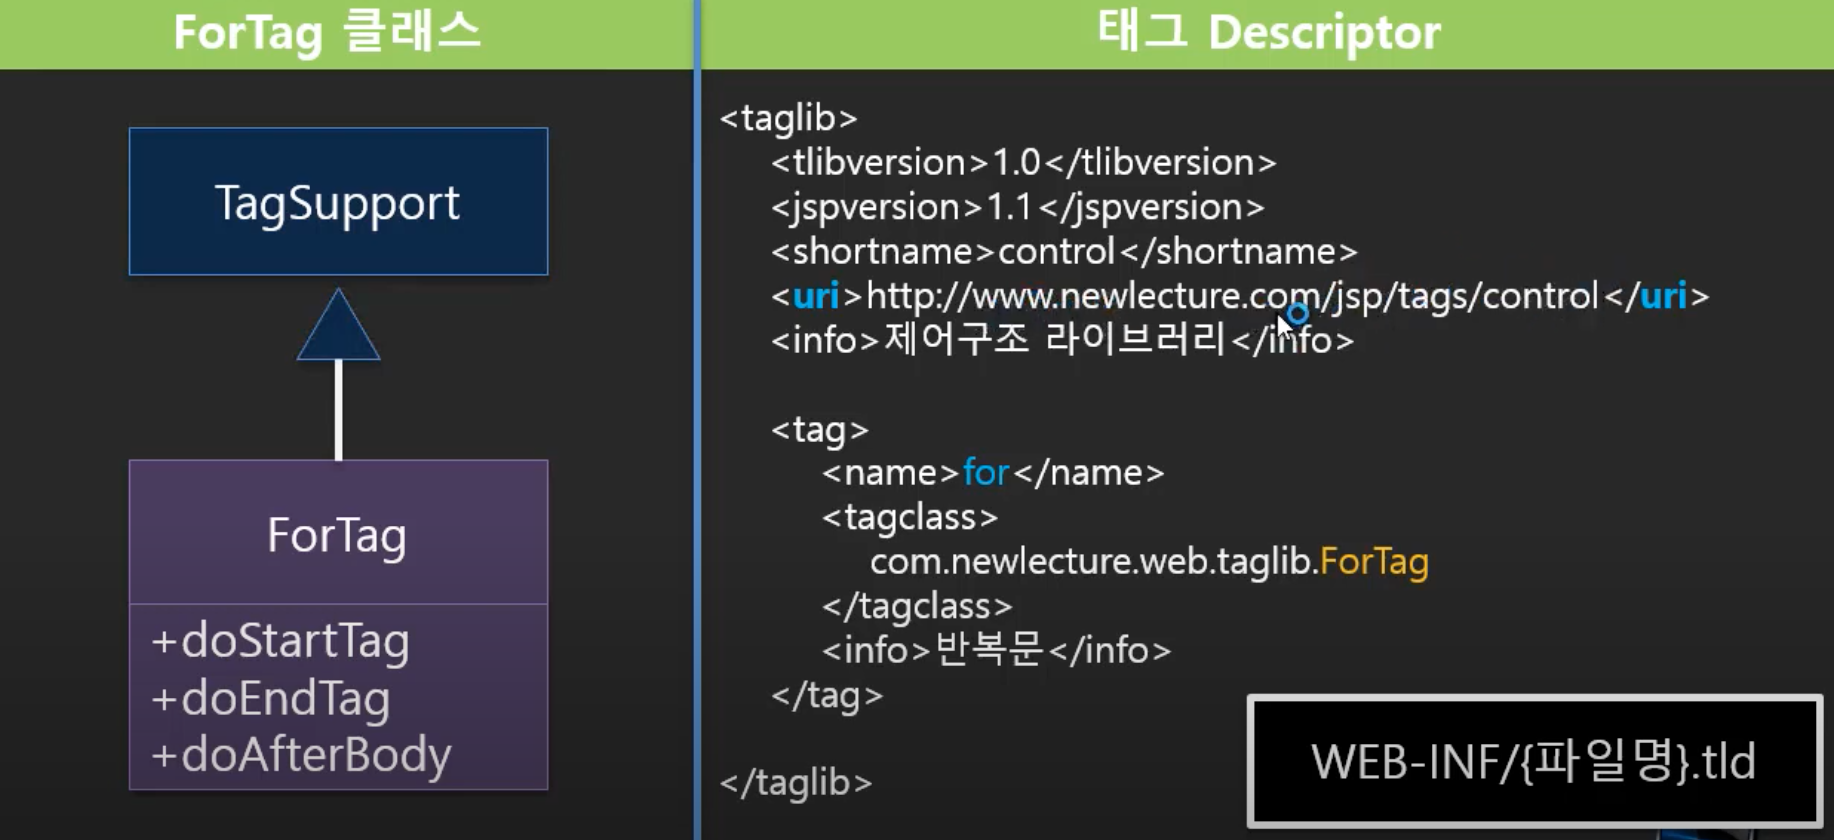 ForTag 클래스
TagSupport
ForTag
+doStartTag
+doEndTag
+doAfterBody
태그 Descriptor
<taglib>
<tlibversion>1.0</tlibversion>
<jspversion>1.1</jspversion>
<shortname>control</shortname>
<uri>http://www.newlecture.com/jsp/tags/control</uri>
<info>제어구조 라이브러리</info>
<tag>
<name>for</name>
<tagclass>
com.newlecture.web.taglib.ForTag
</tagclass>
<info>반복문</info>
</tag>
</taglib>
WEB-INF/{파일명}.tld